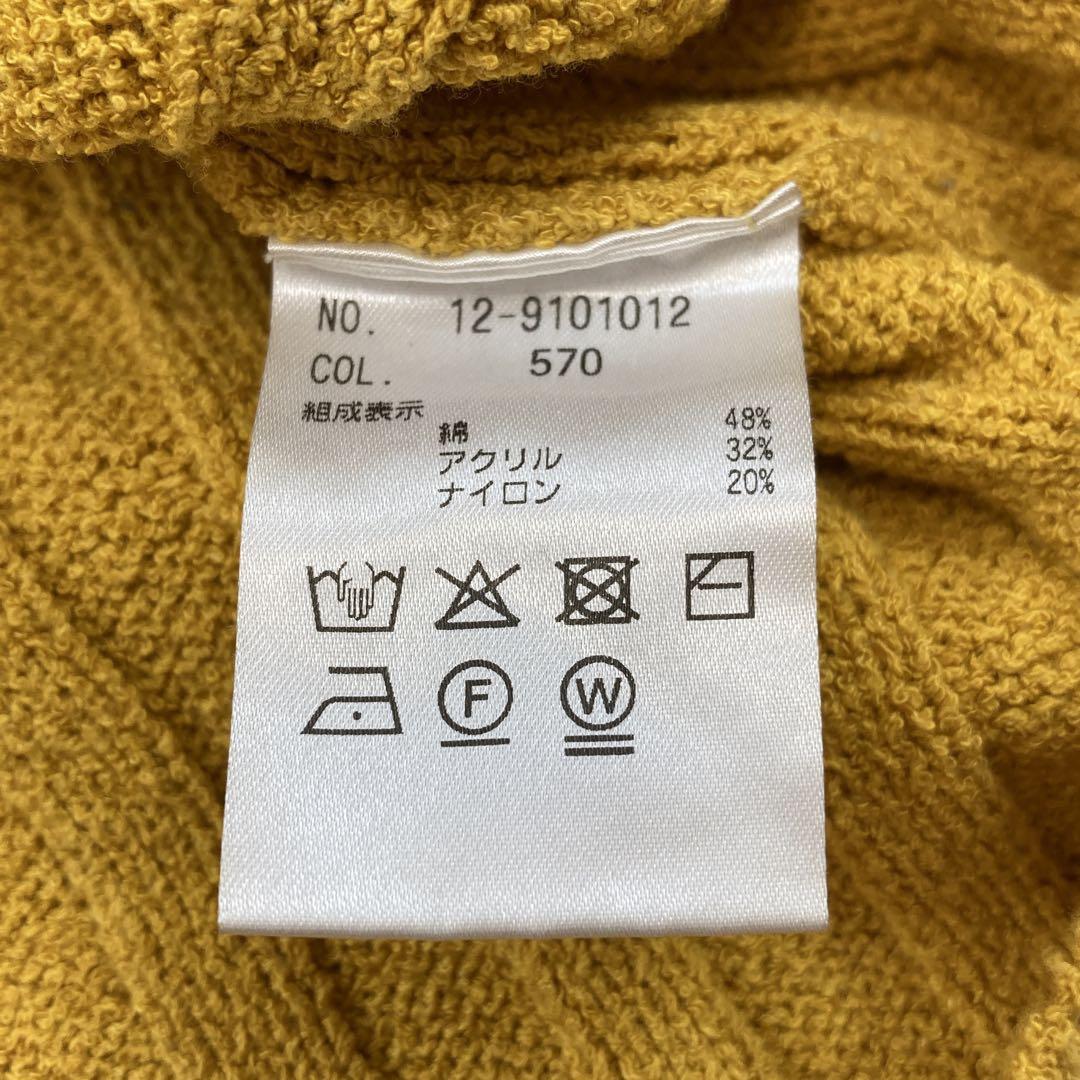 NO. 12-9101012
COL. 570
組成表示
綿 48%
アクリル 32%
ナイロン 20%
F W